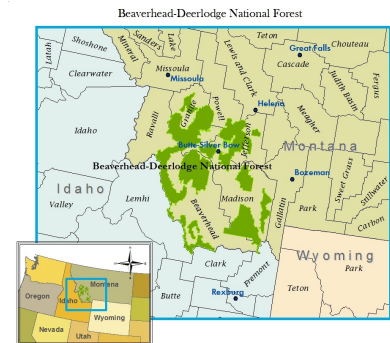 Beaverhead-Deerlodge National Forest
Latah
Shoshone
Mineral
Sanders
Lake
Teton
Great Falls
Chouteau
Clearwater
Missoula
Missoula
Lewis and Clark
Cascade
Judith Basin
Fergus
Idaho
Ravalli
Granite
Powell
Helena
Jefferson
Meagher
Butte-Silver Bow
Montana
Beaverhead-Deerlodge National Forest
Bozeman
Sweet Grass
Stillwater
Idaho
Valley
Lemhi
Beaverhead
Madison
Gallatin
Park
Carbon
Wyoming
Park
Clark
Fremont
Teton
Butte
Rexburg
Montana
Oregon
Idaho
Wyoming
Nevada
Utah